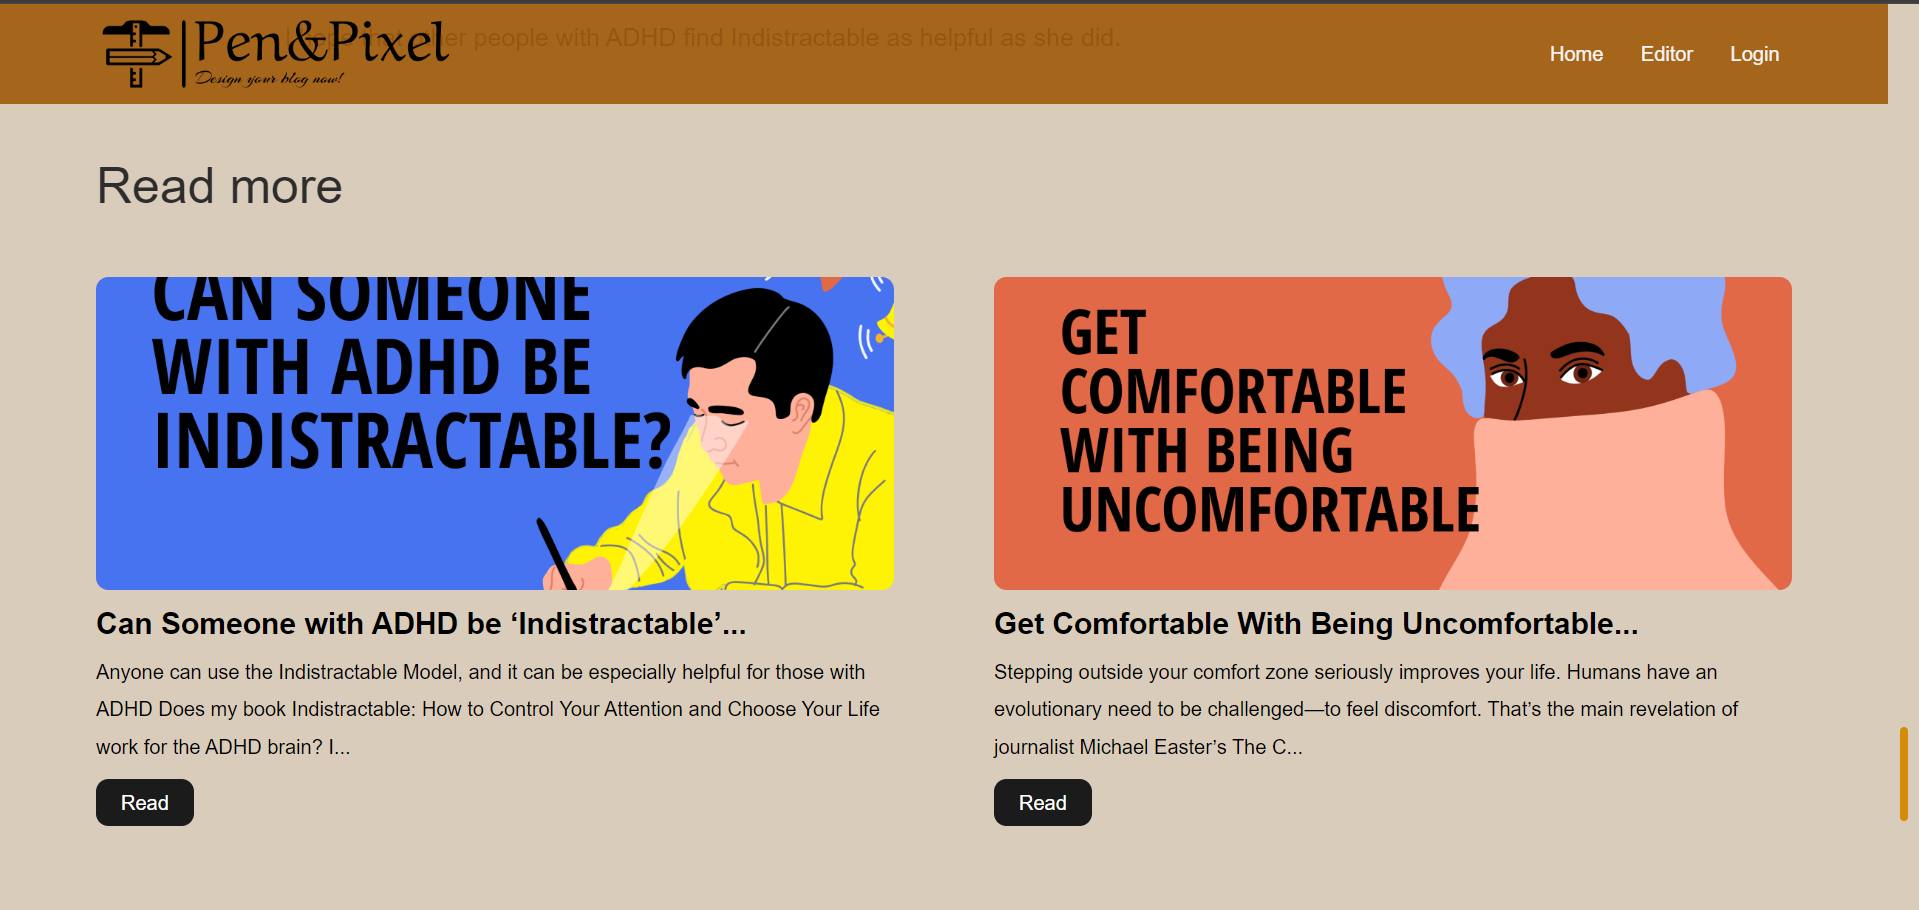 Pen&Pixel
Design your blog now!
other people with ADHD find Indistractable as helpful as she did.
Home
Editor
Login
Read more
CAN SOMEONE
WITH ADHD BE
INDISTRACTABLE?
GET
COMFORTABLE
WITH BEING
UNCOMFORTABLE
Can Someone with ADHD be ‘Indistractable’...
Anyone can use the Indistractable Model, and it can be especially helpful for those with
ADHD Does my book Indistractable: How to Control Your Attention and Choose Your Life
work for the ADHD brain? I...
Read
Get Comfortable With Being Uncomfortable...
Stepping outside your comfort zone seriously improves your life. Humans have an
evolutionary need to be challenged—to feel discomfort. That’s the main revelation of
journalist Michael Easter’s The C...
Read